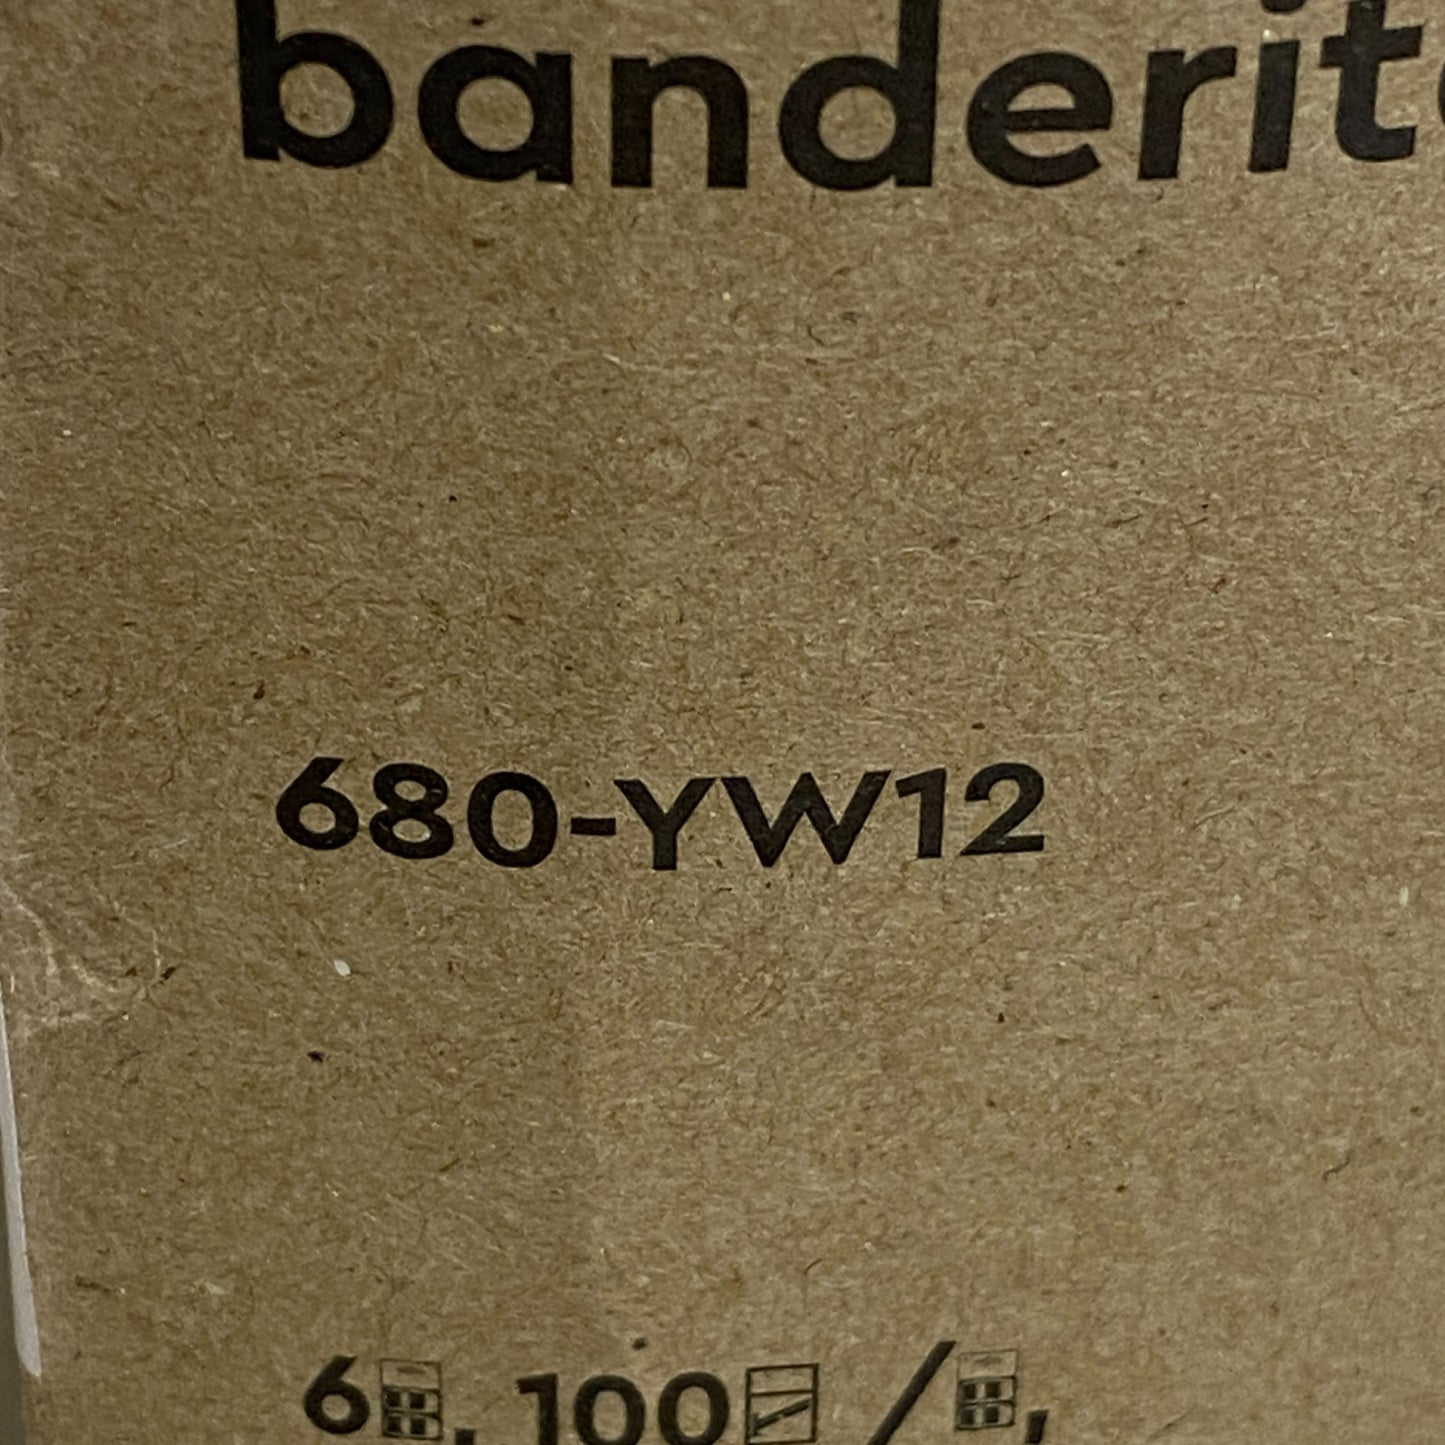 banderit
680-YW12
6, 100 / ,